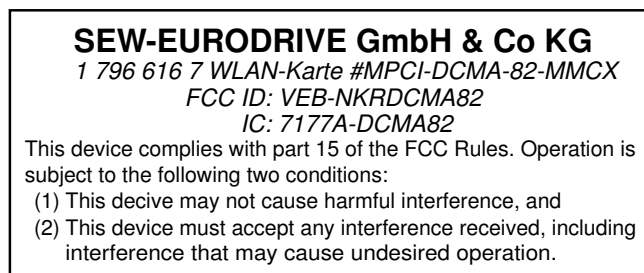 SEW-EURODRIVE GmbH & Co KG
1 796 616 7 WLAN-Karte #MPCI-DCMA-82-MMCX
FCC ID: VEB-NKRDCMA82
IC: 7177A-DCMA82
This device complies with part 15 of the FCC Rules. Operation is
subject to the following two conditions:
(1) This decive may not cause harmful interference, and
(2) This device must accept any interference received, including
interference that may cause undesired operation.